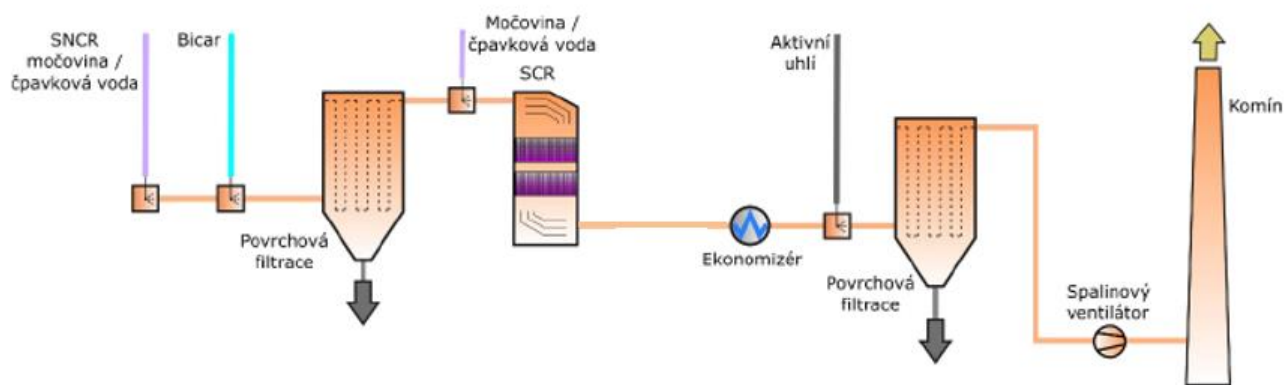 SNCR
močovina /
čpavková voda
Bicar
Močovina /
čpavková voda
SCR
Aktivní
uhlí
Komín
Povrchová
filtrace
Ekonomizér
Povrchová
filtrace
Spalinový
ventilátor